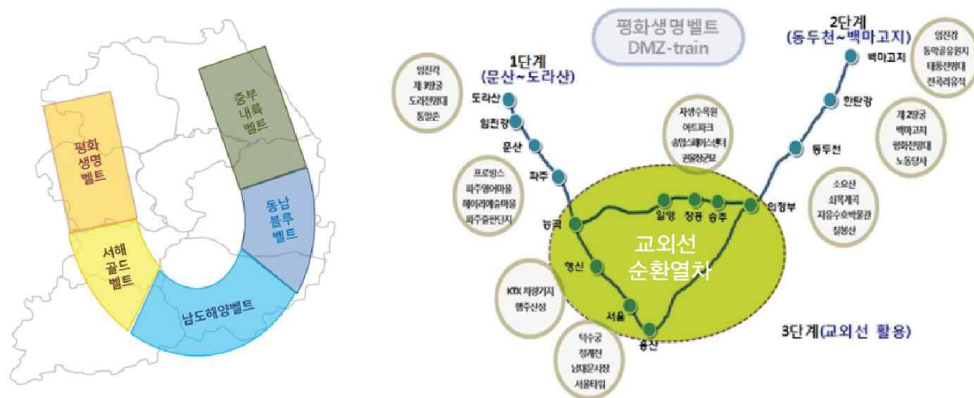 평화
생명
벨트
서해
골드
벨트
남도해양벨트
동남
블루
벨트
중부
내륙
벨트
평화생명벨트
DMZ-train
1단계
(문산~도라산)
임진각
제3땅굴
도라전망대
통일촌
도라산
임진강
문산
파주
능곡
행신
서울
용산
프로방스
파주영어마을
헤이리예술마을
파주출판단지
KTX 차량기지
행주산성
덕수궁
청계천
남대문시장
서울타워
자생수목원
아트파크
송암스페이스센터
권율장군묘
일영
장흥
송추
의정부
교외선
순환열차
2단계
(동두천~백마고지)
백마고지
한탄강
동두천
임진강
동막골유원지
태풍전망대
전곡리유적
제2땅굴
백마고지
평화전망대
노동당사
소요산
쇠목계곡
자유수호박물관
칠봉산
3단계(교외선 활용)